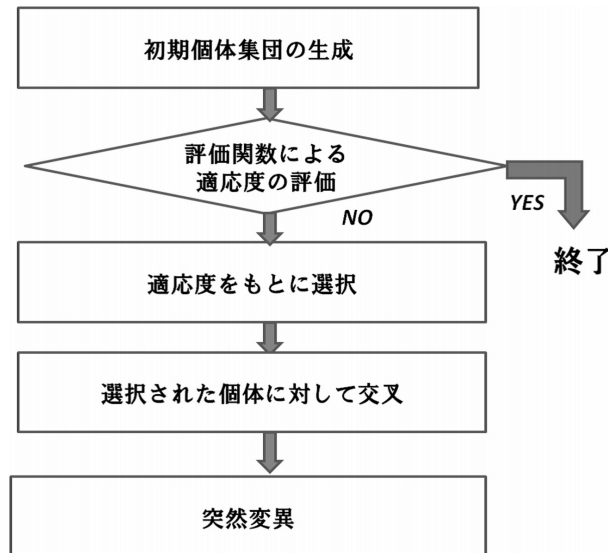 初期個体集団の生成
評価関数による
適応度の評価
NO
YES
終了
適応度をもとに選択
選択された個体に対して交叉
突然変異